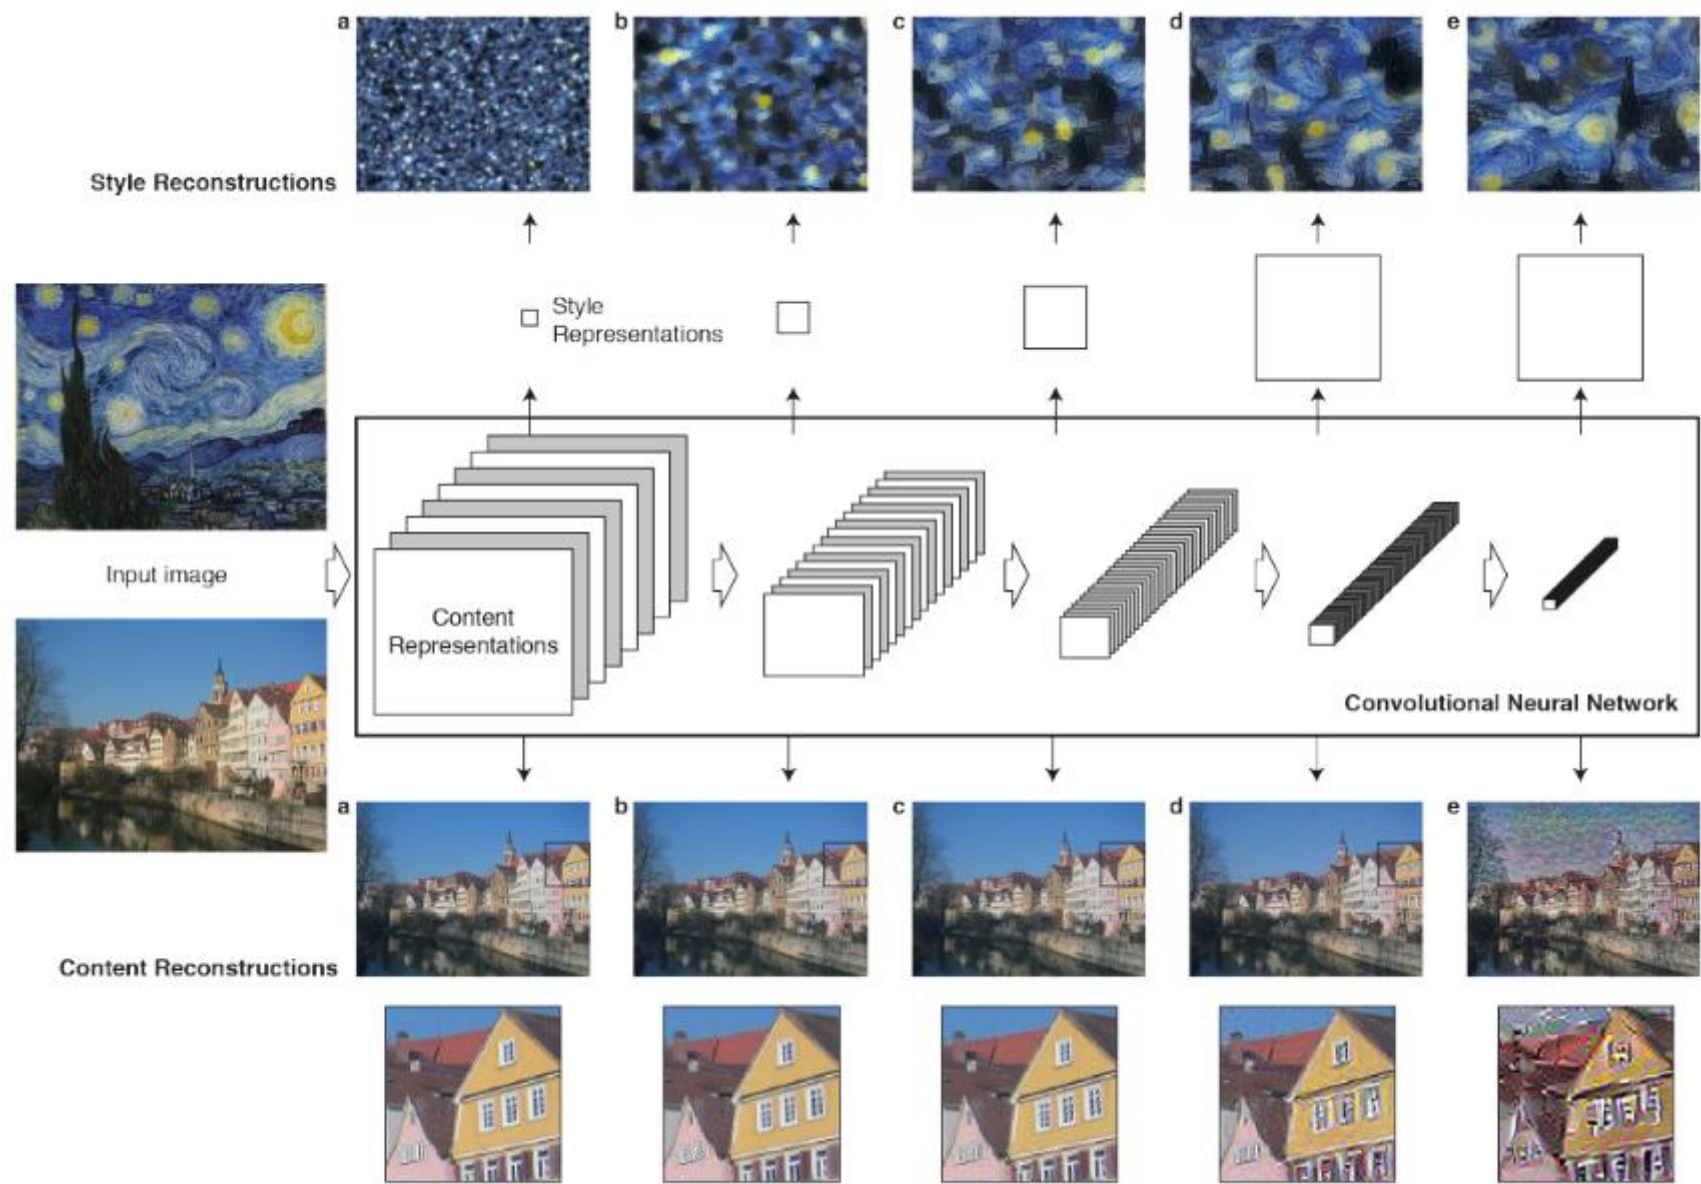 a
b
c
d
e
Style Reconstructions
Style
Representations
Input image
Content
Representations
Convolutional Neural Network
a
b
c
d
e
Content Reconstructions